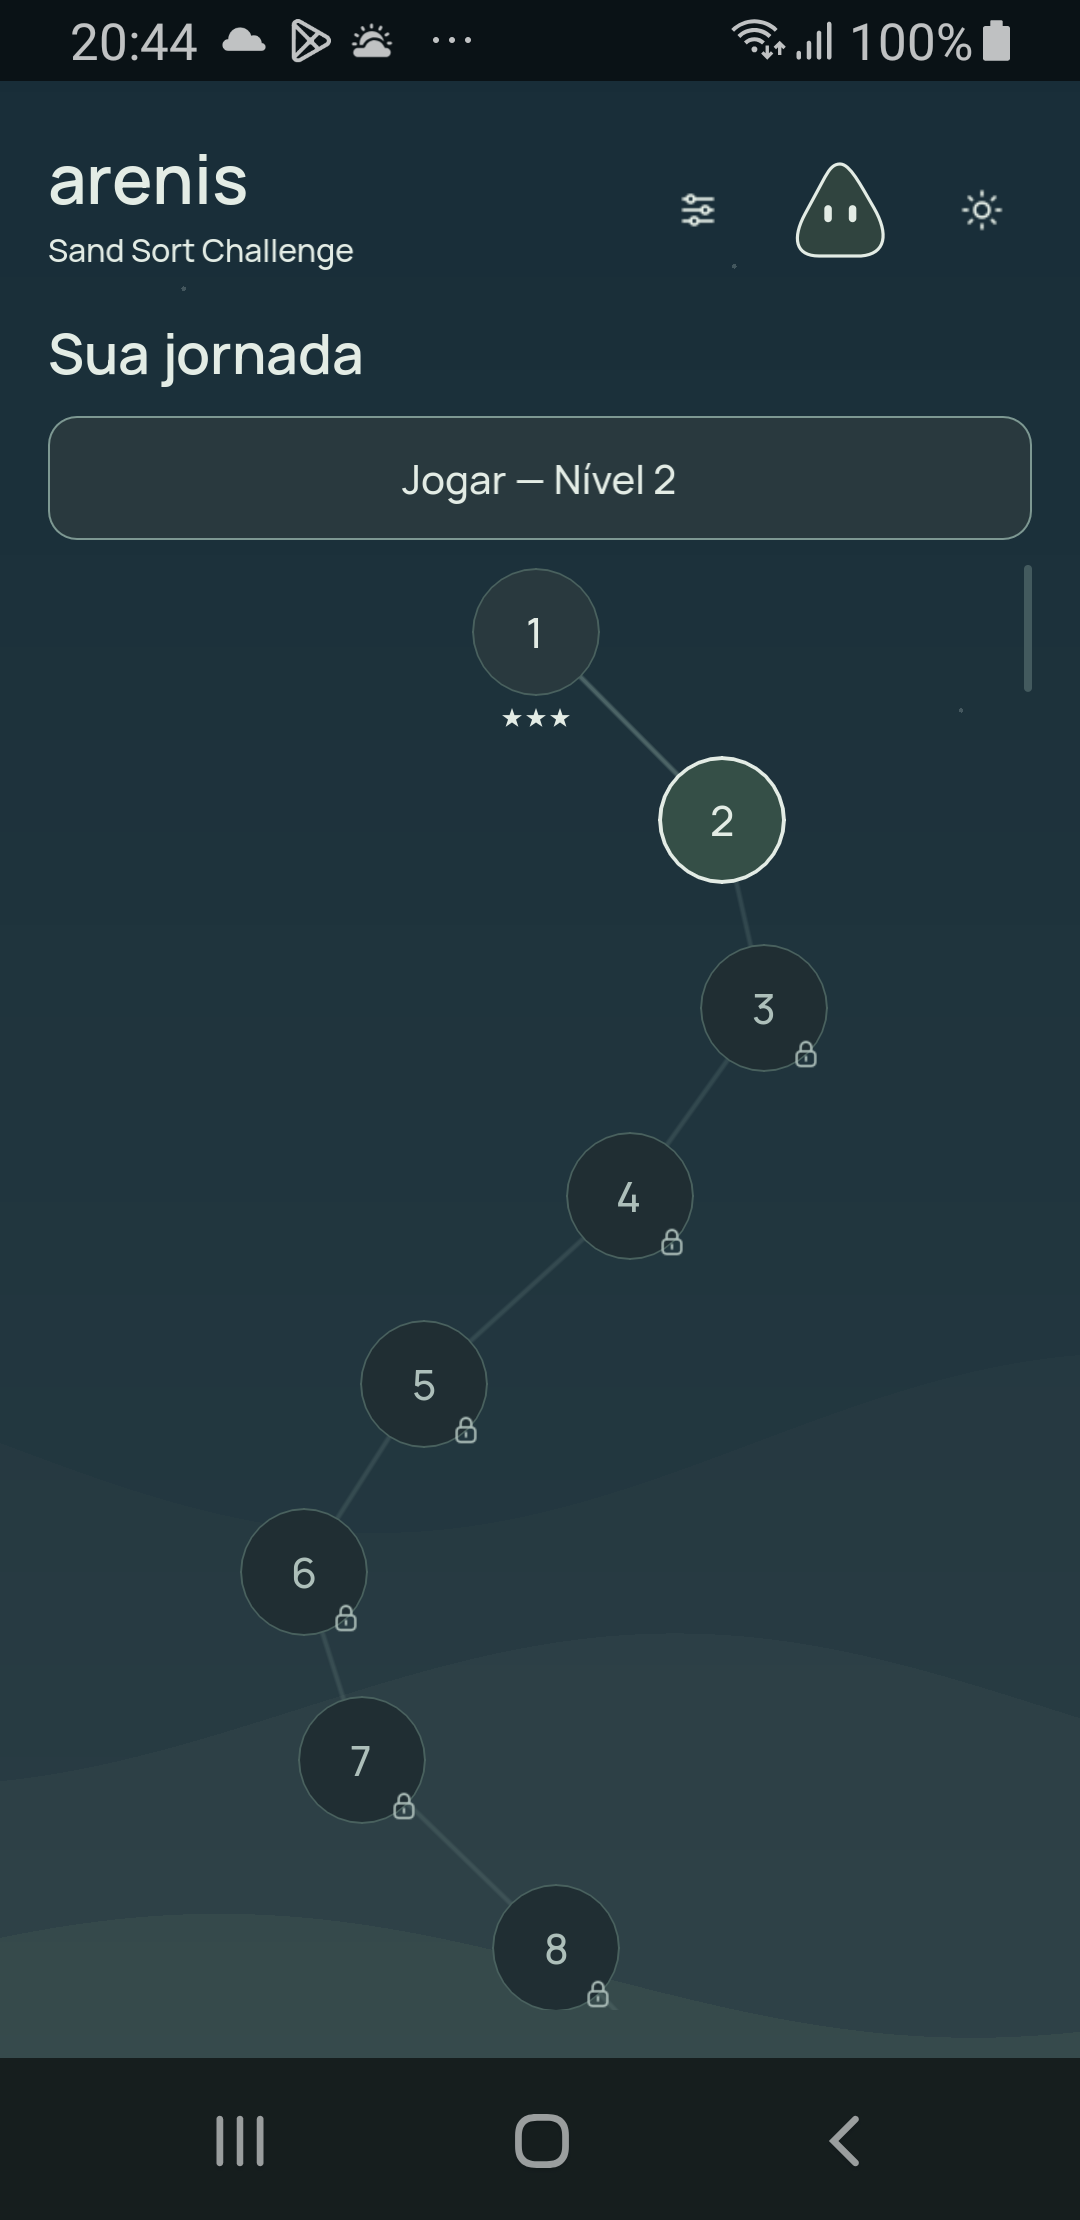 20:44
100%
arenis
Sand Sort Challenge
Sua jornada
Jogar — Nível 2
1
★★★
2
3
4
5
6
7
8